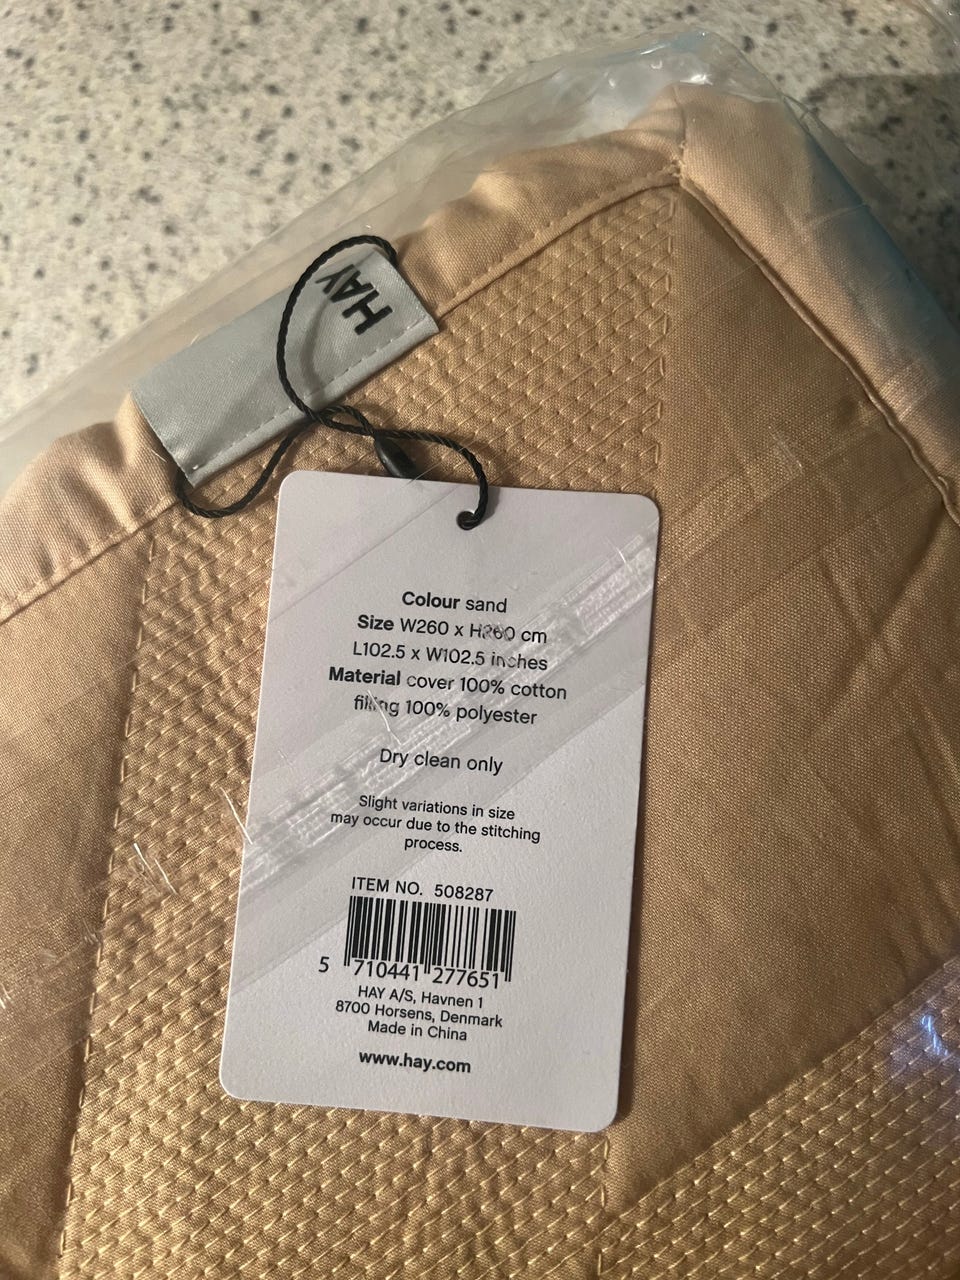 HAY
Colour sand
Size W260 x H260 cm
L102.5 x W102.5 inches
Material cover 100% cotton
filling 100% polyester
Dry clean only
Slight variations in size
may occur due to the stitching
process.
ITEM NO. 508287
5 710441 277651
HAY A/S, Havnen 1
8700 Horsens, Denmark
Made in China
www.hay.com